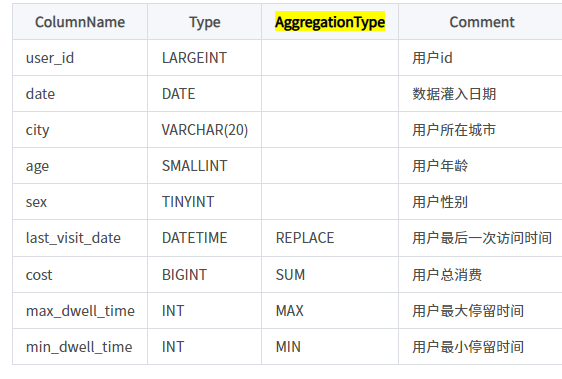 ColumnName Type AggregationType Comment
user_id LARGEINT 用户id
date DATE 数据灌入日期
city VARCHAR(20) 用户所在城市
age SMALLINT 用户年龄
sex TINYINT 用户性别
last_visit_date DATETIME REPLACE 用户最后一次访问时间
cost BIGINT SUM 用户总消费
max_dwell_time INT MAX 用户最大停留时间
min_dwell_time INT MIN 用户最小停留时间